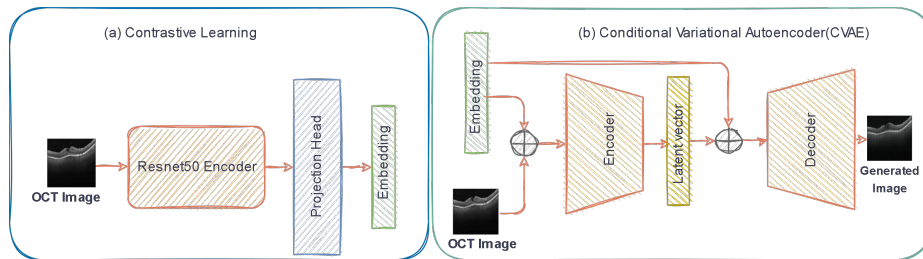 (a) Contrastive Learning
OCT Image
Resnet50 Encoder
Projection Head
Embedding
(b) Conditional Variational Autoencoder(CVAE)
Embedding
OCT Image
Encoder
Latent vector
Decoder
Generated
Image